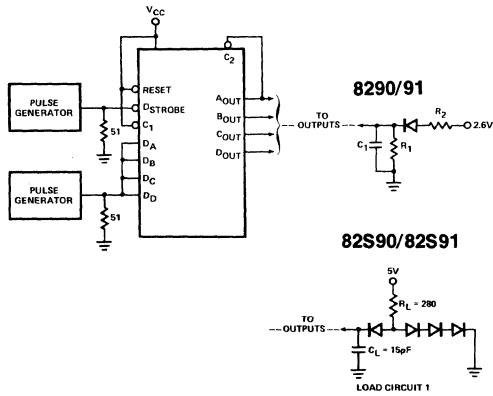 VCC
C2
RESET
DSTROBE
C1
DA
DB
DC
DD
AOUT
BOUT
COUT
DOUT
PULSE
GENERATOR
51
PULSE
GENERATOR
51
TO
OUTPUTS
8290/91
R2
2.6V
C1
R1
82S90/82S91
5V
RL = 280
TO
OUTPUTS
CL = 15pF
LOAD CIRCUIT 1